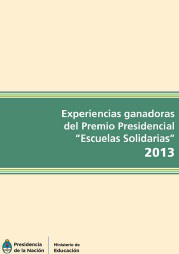 Experiencias ganadoras
del Premio Presidencial
"Escuelas Solidarias"
2013
Presidencia
de la Nación
Ministerio de
Educación